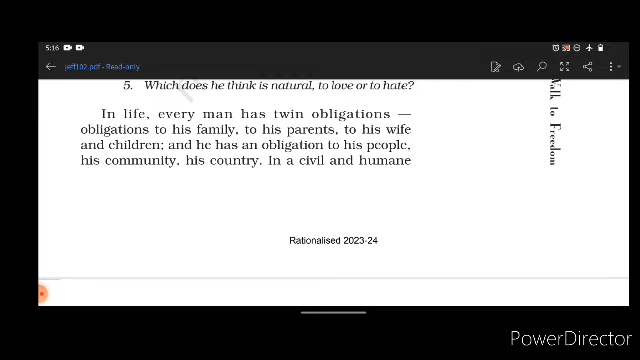 5:16
jeff102.pdf - Read-only
5. Which does he think is natural, to love or to hate?
In life, every man has twin obligations —
obligations to his family, to his parents, to his wife
and children; and he has an obligation to his people,
his community, his country. In a civil and humane
Walk to Freedom
Rationalised 2023-24
PowerDirector